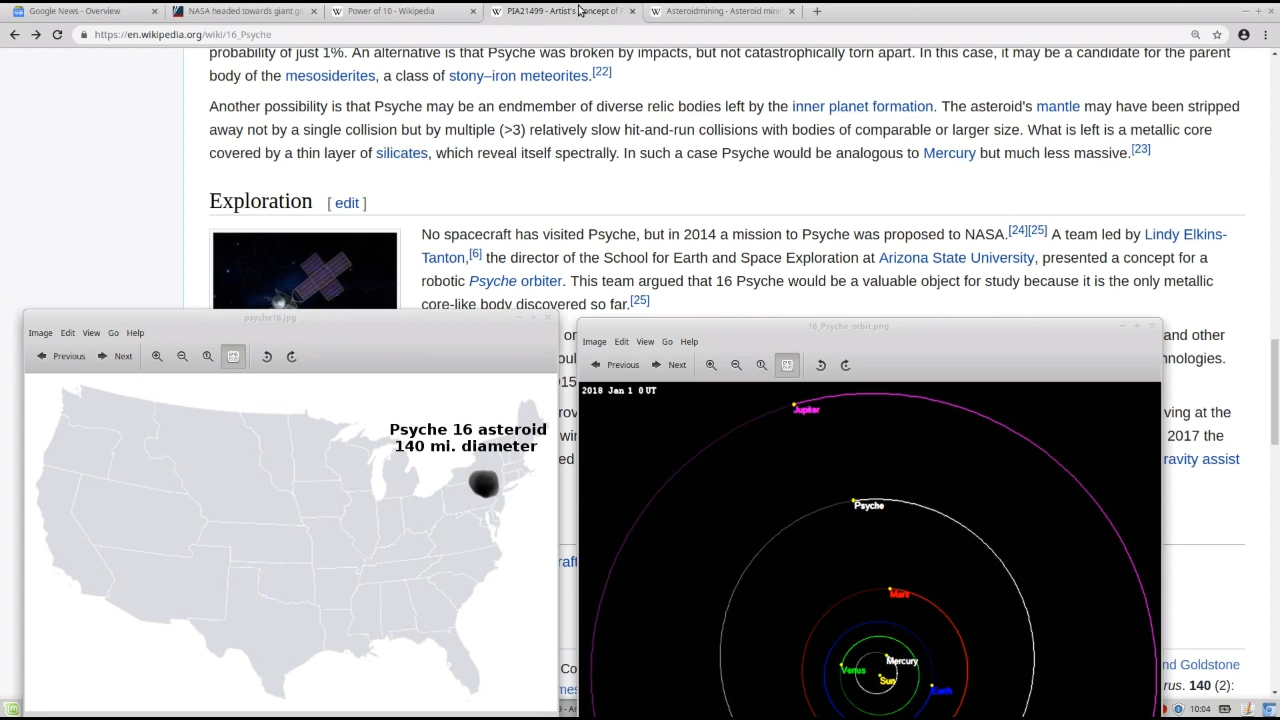 Google News - Overview
NASA headed towards giant go
Power of 10 - Wikipedia
PIA21499 - Artist's Concept of P
Asteroidmining - Asteroid mini
https://en.wikipedia.org/wiki/16_Psyche
probability of just 1%. An alternative is that Psyche was broken by impacts, but not catastrophically torn apart. In this case, it may be a candidate for the parent
body of the mesosiderites, a class of stony–iron meteorites.[22]
Another possibility is that Psyche may be an endmember of diverse relic bodies left by the inner planet formation. The asteroid's mantle may have been stripped
away not by a single collision but by multiple (>3) relatively slow hit-and-run collisions with bodies of comparable or larger size. What is left is a metallic core
covered by a thin layer of silicates, which reveal itself spectrally. In such a case Psyche would be analogous to Mercury but much less massive.[23]
Exploration [ edit ]
No spacecraft has visited Psyche, but in 2014 a mission to Psyche was proposed to NASA.[24][25] A team led by Lindy Elkins-
Tanton,[6] the director of the School for Earth and Space Exploration at Arizona State University, presented a concept for a
robotic Psyche orbiter. This team argued that 16 Psyche would be a valuable object for study because it is the only metallic
core-like body discovered so far.[25]
psyche16.jpg
Image Edit View Go Help
Previous Next
Psyche 16 asteroid
140 mi. diameter
16_Psyche_orbit.png
Image Edit View Go Help
Previous Next
2018 Jan 1 0 UT
Jupiter
Psyche
Mars
Mercury
Venus
Sun
Earth
and other
hnologies.
ving at the
2017 the
ravity assist
raft
Co
nd Goldstone
rus. 140 (2):
10:04